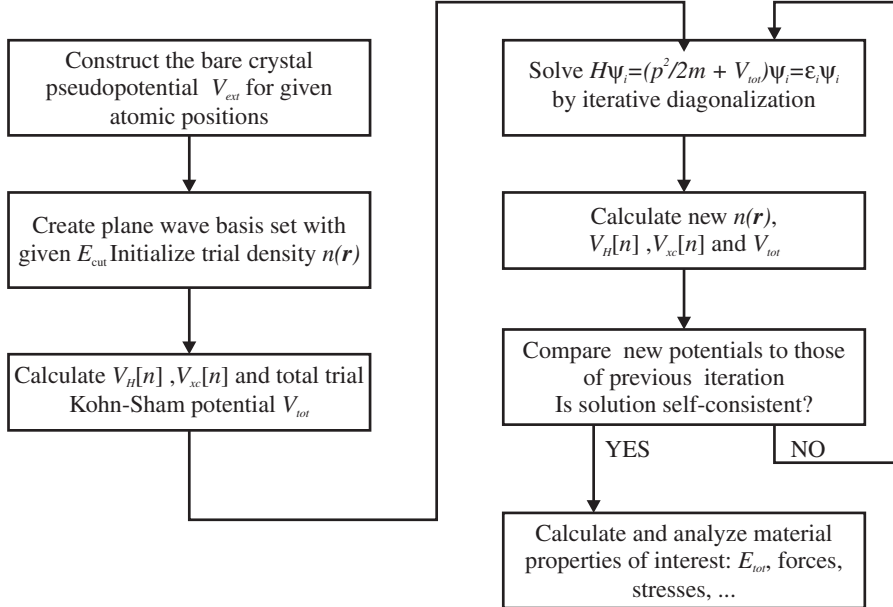 Construct the bare crystal
pseudopotential V_ext for given
atomic positions
Create plane wave basis set with
given E_cut Initialize trial density n(r)
Calculate V_H[n] ,V_xc[n] and total trial
Kohn-Sham potential V_tot
Solve Hψ_i=(p²/2m + V_tot)ψ_i=ε_iψ_i
by iterative diagonalization
Calculate new n(r),
V_H[n] ,V_xc[n] and V_tot
Compare new potentials to those
of previous iteration
Is solution self-consistent?
YES
NO
Calculate and analyze material
properties of interest: E_tot, forces,
stresses, ...